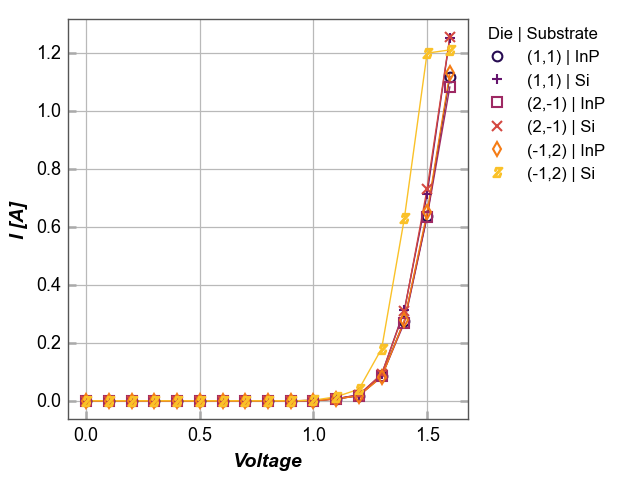 Die | Substrate
(1,1) | InP
(1,1) | Si
(2,-1) | InP
(2,-1) | Si
(-1,2) | InP
(-1,2) | Si
1.2
1.0
0.8
0.6
0.4
0.2
0.0
I [A]
0.0 0.5 1.0 1.5
Voltage